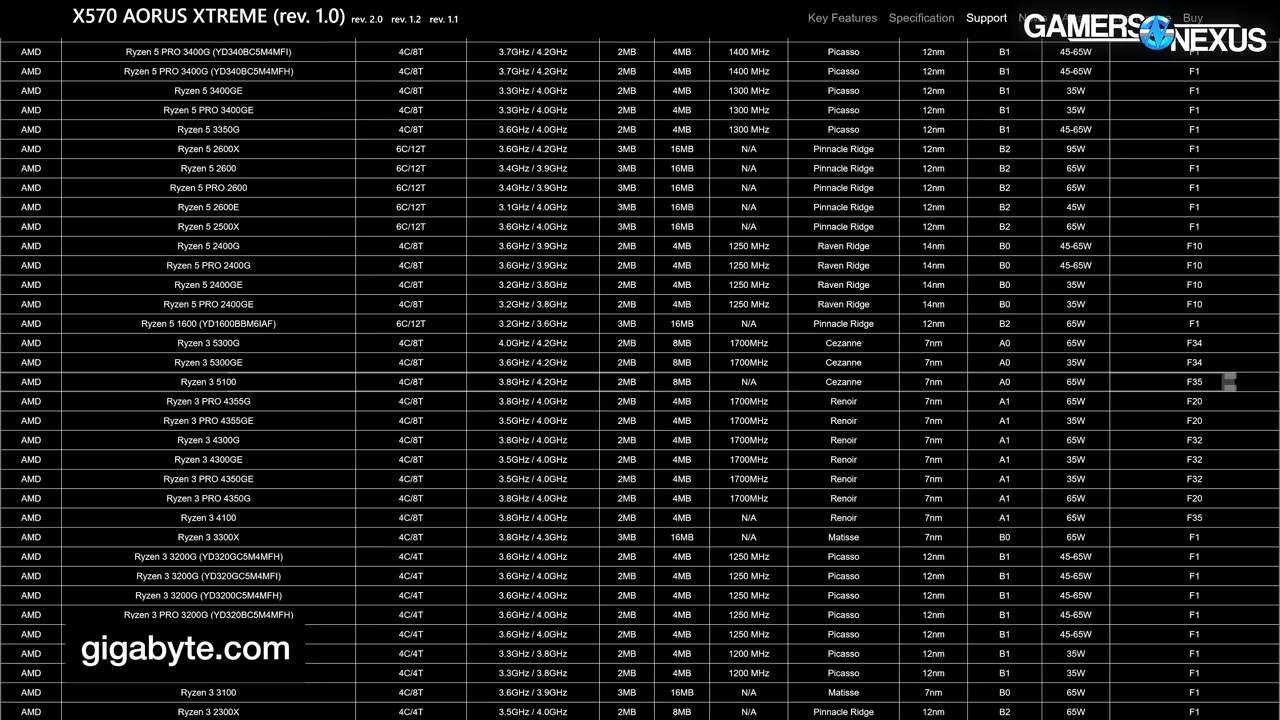 X570 AORUS XTREME (rev. 1.0) rev. 2.0 rev. 1.2 rev. 1.1
Key Features Specification Support Buy
GAMERS NEXUS
AMD Ryzen 5 PRO 3400G (YD340BC5M4MFI) 4C/8T 3.7GHz / 4.2GHz 2MB 4MB 1400 MHz Picasso 12nm B1 45-65W F1
AMD Ryzen 5 PRO 3400G (YD340BC5M4MFH) 4C/8T 3.7GHz / 4.2GHz 2MB 4MB 1400 MHz Picasso 12nm B1 45-65W F1
AMD Ryzen 5 3400GE 4C/8T 3.3GHz / 4.0GHz 2MB 4MB 1300 MHz Picasso 12nm B1 35W F1
AMD Ryzen 5 PRO 3400GE 4C/8T 3.3GHz / 4.0GHz 2MB 4MB 1300 MHz Picasso 12nm B1 35W F1
AMD Ryzen 5 3350G 4C/8T 3.6GHz / 4.0GHz 2MB 4MB 1300 MHz Picasso 12nm B1 45-65W F1
AMD Ryzen 5 2600X 6C/12T 3.6GHz / 4.2GHz 3MB 16MB N/A Pinnacle Ridge 12nm B2 95W F1
AMD Ryzen 5 2600 6C/12T 3.4GHz / 3.9GHz 3MB 16MB N/A Pinnacle Ridge 12nm B2 65W F1
AMD Ryzen 5 PRO 2600 6C/12T 3.4GHz / 3.9GHz 3MB 16MB N/A Pinnacle Ridge 12nm B2 65W F1
AMD Ryzen 5 2600E 6C/12T 3.1GHz / 4.0GHz 3MB 16MB N/A Pinnacle Ridge 12nm B2 45W F1
AMD Ryzen 5 2500X 6C/12T 3.6GHz / 4.0GHz 3MB 16MB N/A Pinnacle Ridge 12nm B2 65W F1
AMD Ryzen 5 2400G 4C/8T 3.6GHz / 3.9GHz 2MB 4MB 1250 MHz Raven Ridge 14nm B0 45-65W F10
AMD Ryzen 5 PRO 2400G 4C/8T 3.6GHz / 3.9GHz 2MB 4MB 1250 MHz Raven Ridge 14nm B0 45-65W F10
AMD Ryzen 5 2400GE 4C/8T 3.2GHz / 3.8GHz 2MB 4MB 1250 MHz Raven Ridge 14nm B0 35W F10
AMD Ryzen 5 PRO 2400GE 4C/8T 3.2GHz / 3.8GHz 2MB 4MB 1250 MHz Raven Ridge 14nm B0 35W F10
AMD Ryzen 5 1600 (YD1600BBM6IAF) 6C/12T 3.2GHz / 3.6GHz 3MB 16MB N/A Pinnacle Ridge 12nm B2 65W F1
AMD Ryzen 3 5300G 4C/8T 4.0GHz / 4.2GHz 2MB 8MB 1700MHz Cezanne 7nm A0 65W F34
AMD Ryzen 3 5300GE 4C/8T 3.6GHz / 4.2GHz 2MB 8MB 1700MHz Cezanne 7nm A0 35W F34
AMD Ryzen 3 5100 4C/8T 3.8GHz / 4.2GHz 2MB 8MB N/A Cezanne 7nm A0 65W F35
AMD Ryzen 3 PRO 4355G 4C/8T 3.8GHz / 4.0GHz 2MB 4MB 1700MHz Renoir 7nm A1 65W F20
AMD Ryzen 3 PRO 4355GE 4C/8T 3.5GHz / 4.0GHz 2MB 4MB 1700MHz Renoir 7nm A1 35W F20
AMD Ryzen 3 4300G 4C/8T 3.8GHz / 4.0GHz 2MB 4MB 1700MHz Renoir 7nm A1 65W F32
AMD Ryzen 3 4300GE 4C/8T 3.5GHz / 4.0GHz 2MB 4MB 1700MHz Renoir 7nm A1 35W F32
AMD Ryzen 3 PRO 4350GE 4C/8T 3.5GHz / 4.0GHz 2MB 4MB 1700MHz Renoir 7nm A1 35W F32
AMD Ryzen 3 PRO 4350G 4C/8T 3.8GHz / 4.0GHz 2MB 4MB 1700MHz Renoir 7nm A1 65W F20
AMD Ryzen 3 4100 4C/8T 3.8GHz / 4.0GHz 2MB 4MB N/A Renoir 7nm A1 65W F35
AMD Ryzen 3 3300X 4C/8T 3.8GHz / 4.3GHz 3MB 16MB N/A Matisse 7nm B0 65W F1
AMD Ryzen 3 3200G (YD320GC5M4MFH) 4C/4T 3.6GHz / 4.0GHz 2MB 4MB 1250 MHz Picasso 12nm B1 45-65W F1
AMD Ryzen 3 3200G (YD320GC5M4MFI) 4C/4T 3.6GHz / 4.0GHz 2MB 4MB 1250 MHz Picasso 12nm B1 45-65W F1
AMD Ryzen 3 3200G (YD3200C5M4MFH) 4C/4T 3.6GHz / 4.0GHz 2MB 4MB 1250 MHz Picasso 12nm B1 45-65W F1
AMD Ryzen 3 PRO 3200G (YD320BC5M4MFH) 4C/4T 3.6GHz / 4.0GHz 2MB 4MB 1250 MHz Picasso 12nm B1 45-65W F1
AMD 4C/4T 3.6GHz / 4.0GHz 2MB 4MB 1250 MHz Picasso 12nm B1 45-65W F1
gigabyte.com
AMD 4C/4T 3.3GHz / 3.8GHz 2MB 4MB 1200 MHz Picasso 12nm B1 35W F1
AMD 4C/4T 3.3GHz / 3.8GHz 2MB 4MB 1200 MHz Picasso 12nm B1 35W F1
AMD Ryzen 3 3100 4C/8T 3.6GHz / 3.9GHz 3MB 16MB N/A Matisse 7nm B0 65W F1
AMD Ryzen 3 2300X 4C/4T 3.5GHz / 4.0GHz 2MB 8MB N/A Pinnacle Ridge 12nm B2 65W F1